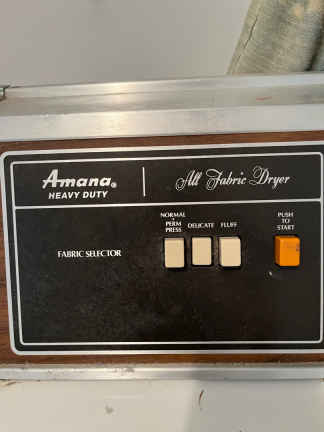 Amana®
HEAVY DUTY
All Fabric Dryer
FABRIC SELECTOR
NORMAL
+
PERM
PRESS
DELICATE
FLUFF
PUSH
TO
START